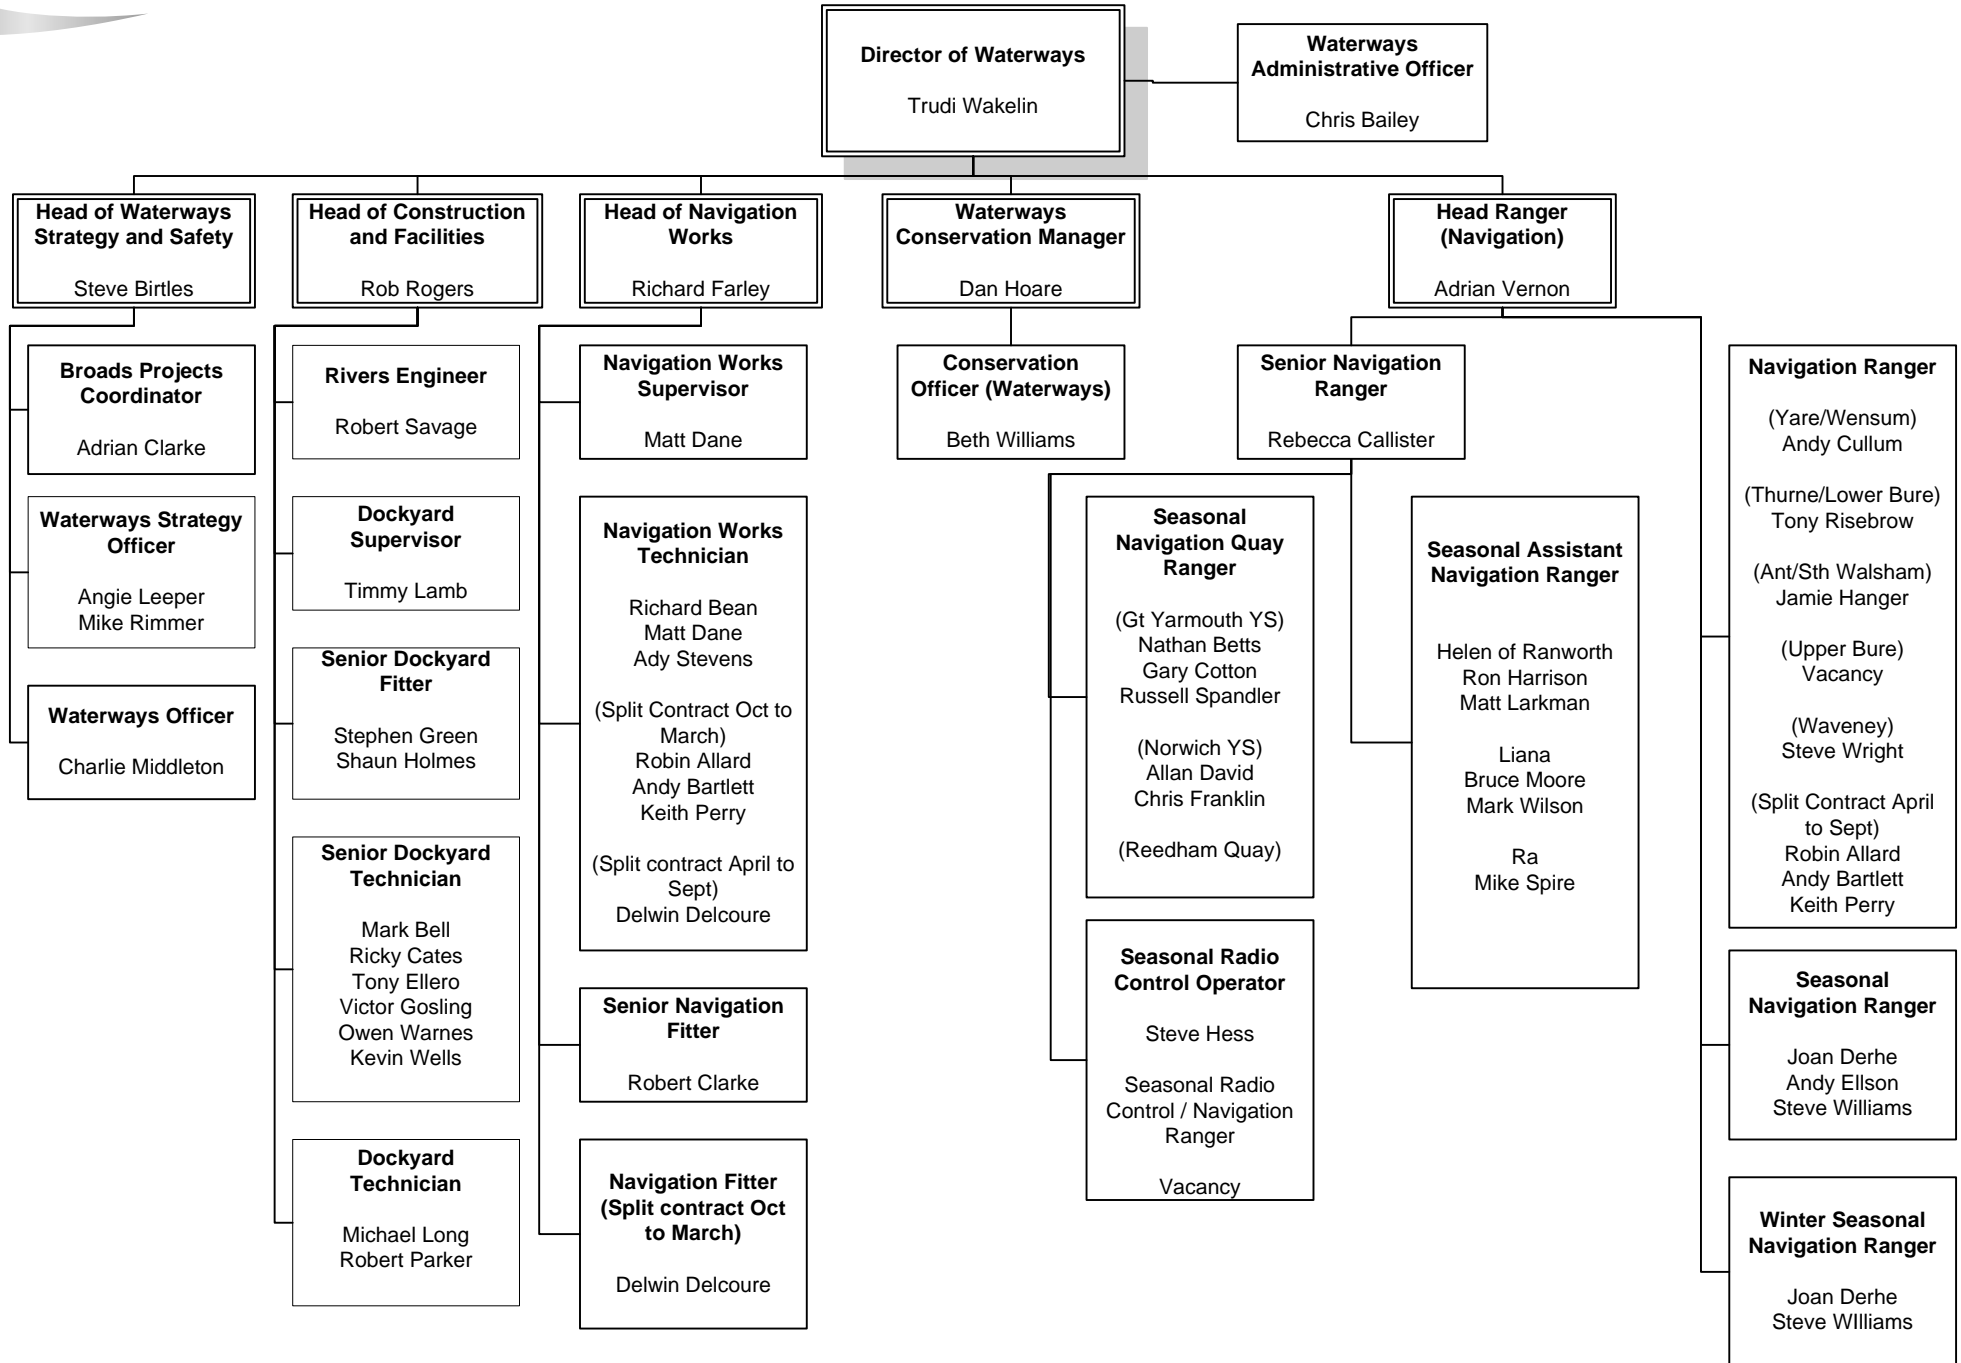 Director of Waterways
Trudi Wakelin
Waterways
Administrative Officer
Chris Bailey
Head of Waterways
Strategy and Safety
Steve Birtles
Head of Construction
and Facilities
Rob Rogers
Head of Navigation
Works
Richard Farley
Waterways
Conservation Manager
Dan Hoare
Head Ranger
(Navigation)
Adrian Vernon
Broads Projects
Coordinator
Adrian Clarke
Waterways Strategy
Officer
Angie Leeper
Mike Rimmer
Waterways Officer
Charlie Middleton
Rivers Engineer
Robert Savage
Dockyard
Supervisor
Timmy Lamb
Senior Dockyard
Fitter
Stephen Green
Shaun Holmes
Senior Dockyard
Technician
Mark Bell
Ricky Cates
Tony Ellero
Victor Gosling
Owen Warnes
Kevin Wells
Dockyard
Technician
Michael Long
Robert Parker
Navigation Works
Supervisor
Matt Dane
Navigation Works
Technician
Richard Bean
Matt Dane
Ady Stevens
(Split Contract Oct to
March)
Robin Allard
Andy Bartlett
Keith Perry
(Split contract April to
Sept)
Delwin Delcoure
Senior Navigation
Fitter
Robert Clarke
Navigation Fitter
(Split contract Oct
to March)
Delwin Delcoure
Conservation
Officer (Waterways)
Beth Williams
Senior Navigation
Ranger
Rebecca Callister
Seasonal
Navigation Quay
Ranger
(Gt Yarmouth YS)
Nathan Betts
Gary Cotton
Russell Spandler
(Norwich YS)
Allan David
Chris Franklin
(Reedham Quay)
Seasonal Radio
Control Operator
Steve Hess
Seasonal Radio
Control / Navigation
Ranger
Vacancy
Seasonal Assistant
Navigation Ranger
Helen of Ranworth
Ron Harrison
Matt Larkman
Liana
Bruce Moore
Mark Wilson
Ra
Mike Spire
Navigation Ranger
(Yare/Wensum)
Andy Cullum
(Thurne/Lower Bure)
Tony Risebrow
(Ant/Sth Walsham)
Jamie Hanger
(Upper Bure)
Vacancy
(Waveney)
Steve Wright
(Split Contract April
to Sept)
Robin Allard
Andy Bartlett
Keith Perry
Seasonal
Navigation Ranger
Joan Derhe
Andy Ellson
Steve Williams
Winter Seasonal
Navigation Ranger
Joan Derhe
Steve WIlliams